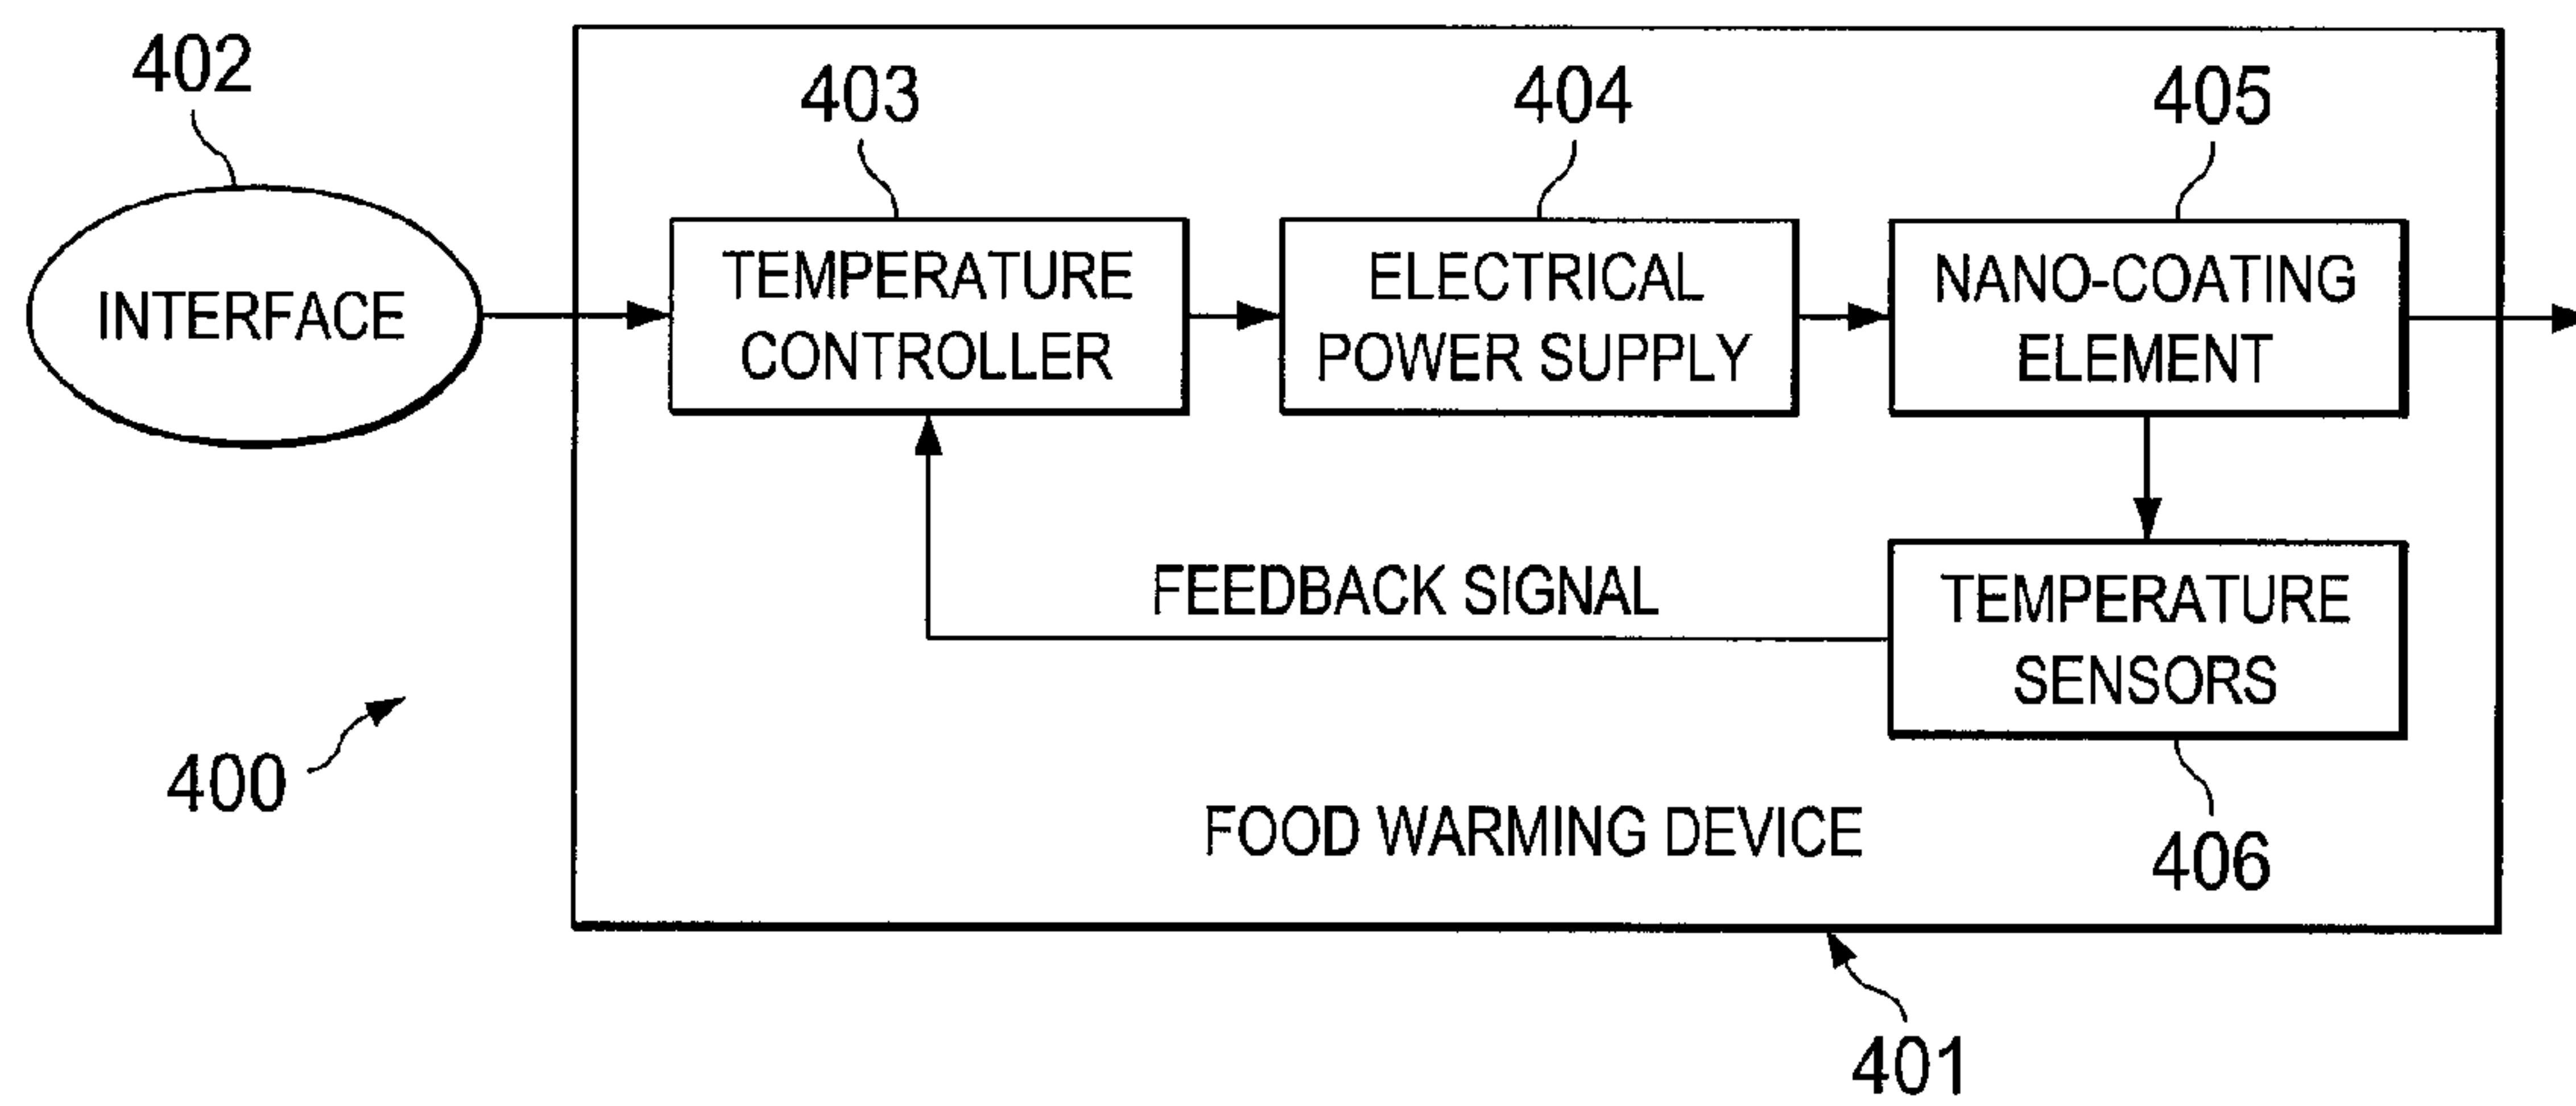 402
403
404
405
INTERFACE
TEMPERATURE
CONTROLLER
ELECTRICAL
POWER SUPPLY
NANO-COATING
ELEMENT
FEEDBACK SIGNAL
TEMPERATURE
SENSORS
400
FOOD WARMING DEVICE
406
401